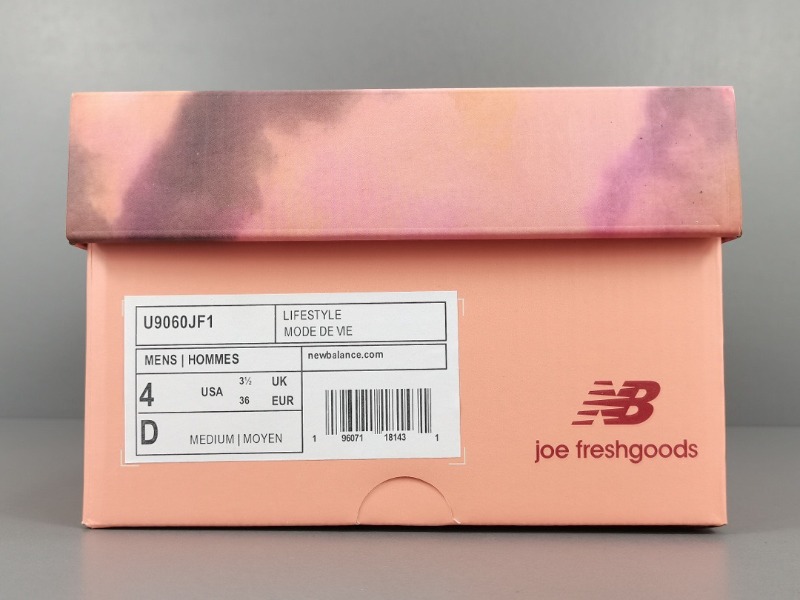 U9060JF1
LIFESTYLE
MODE DE VIE
MENS | HOMMES
newbalance.com
4 USA 3½ UK
36 EUR
D MEDIUM | MOYEN
1 96071 18143 1
NB
joe freshgoods